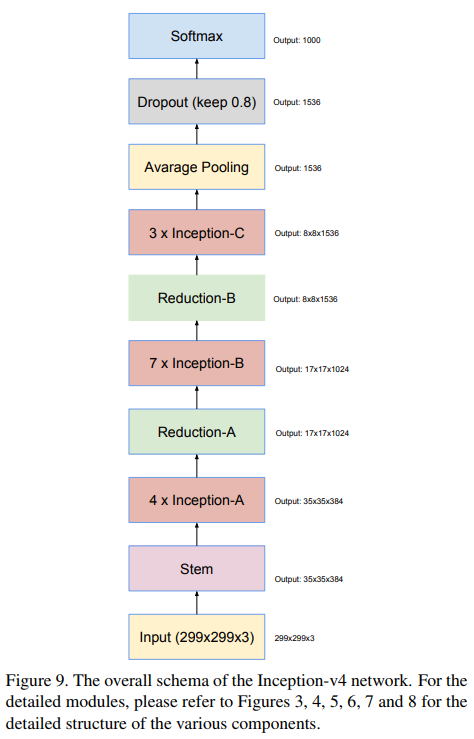 Softmax
Output: 1000
Dropout (keep 0.8)
Output: 1536
Avarage Pooling
Output: 1536
3 x Inception-C
Output: 8x8x1536
Reduction-B
Output: 8x8x1536
7 x Inception-B
Output: 17x17x1024
Reduction-A
Output: 17x17x1024
4 x Inception-A
Output: 35x35x384
Stem
Output: 35x35x384
Input (299x299x3)
299x299x3
Figure 9. The overall schema of the Inception-v4 network. For the
detailed modules, please refer to Figures 3, 4, 5, 6, 7 and 8 for the
detailed structure of the various components.